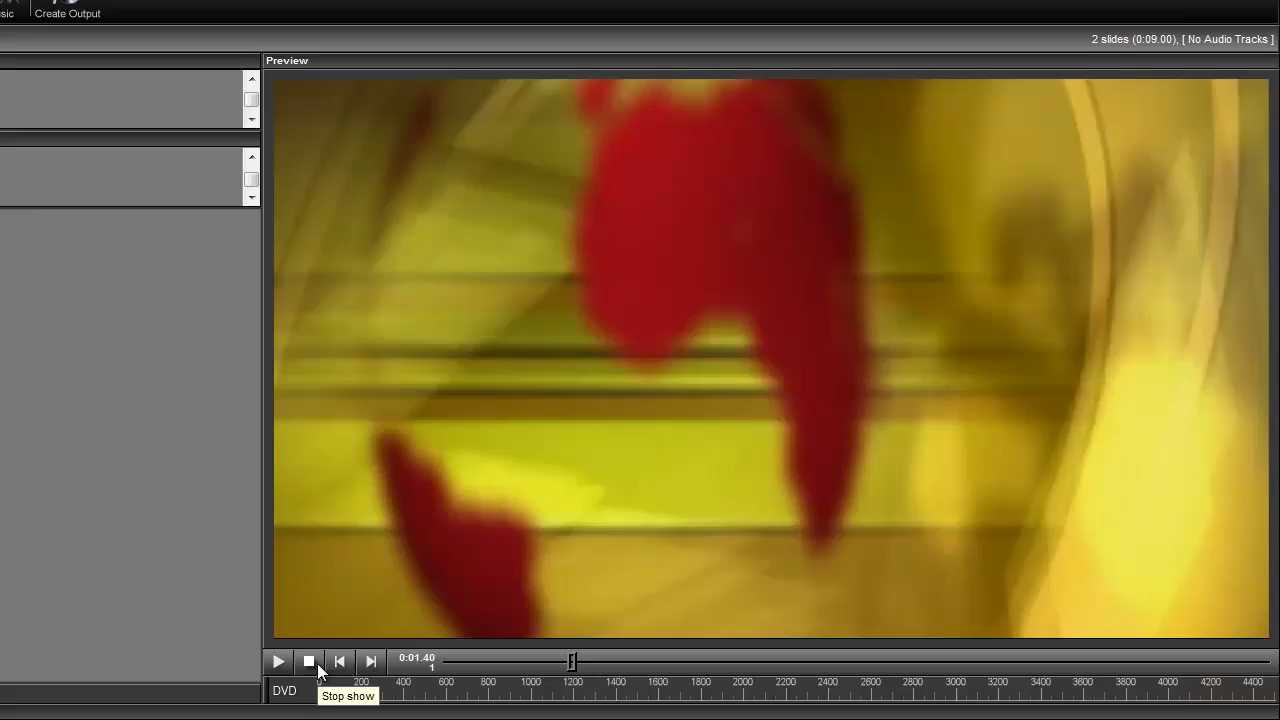 Create Output
2 slides (0:09.00), [ No Audio Tracks ]
Preview
0:01.40
1
DVD
200 400 600 800 1000 1200 1400 1600 1800 2000 2200 2400 2600 2800 3000 3200 3400 3600 3800 4000 4200 4400
Stop show